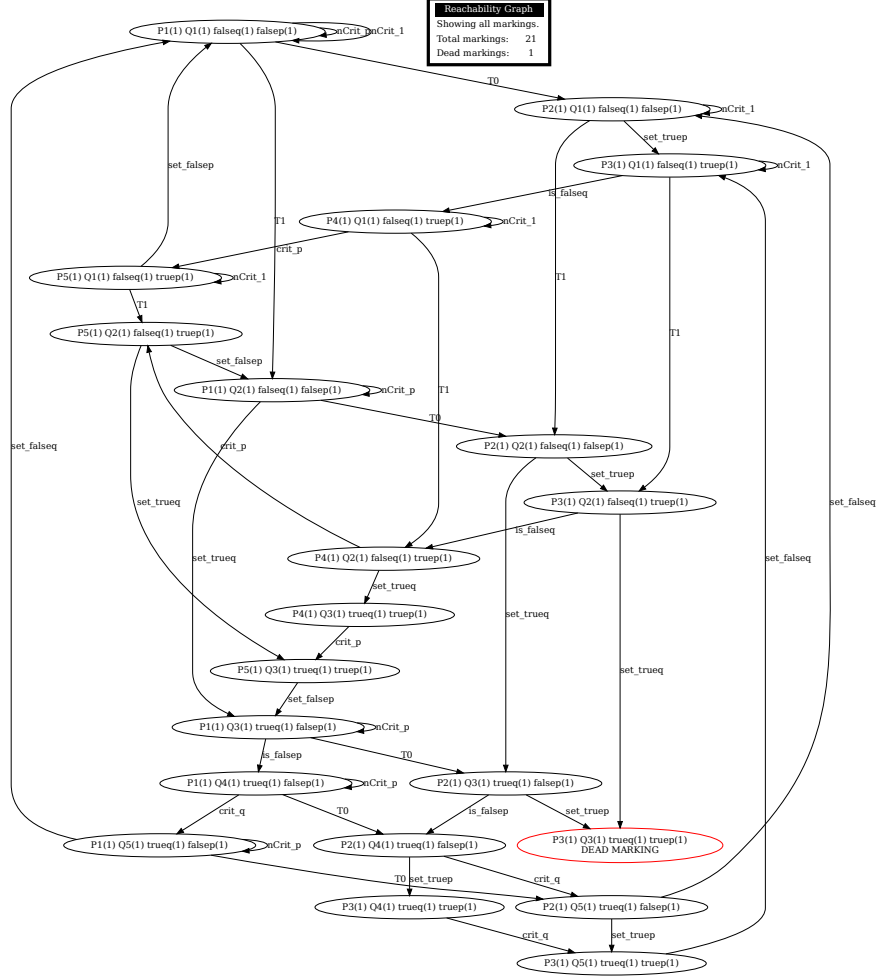 Reachability Graph
Showing all markings.
Total markings: 21
Dead markings: 1
P1(1) Q1(1) falseq(1) falsep(1)
nCrit_1
T0
P2(1) Q1(1) falseq(1) falsep(1)
nCrit_1
set_truep
set_falsep
P3(1) Q1(1) falseq(1) truep(1)
nCrit_1
is_falseq
P4(1) Q1(1) falseq(1) truep(1)
nCrit_1
T1
crit_p
T1
P5(1) Q1(1) falseq(1) truep(1)
nCrit_1
T1
P5(1) Q2(1) falseq(1) truep(1)
T1
set_falsep
P1(1) Q2(1) falseq(1) falsep(1)
nCrit_p
T1
T0
set_falseq
crit_p
P2(1) Q2(1) falseq(1) falsep(1)
set_truep
set_trueq
P3(1) Q2(1) falseq(1) truep(1)
set_falseq
is_falseq
P4(1) Q2(1) falseq(1) truep(1)
set_trueq
set_falseq
set_trueq
P4(1) Q3(1) trueq(1) truep(1)
set_trueq
crit_p
P5(1) Q3(1) trueq(1) truep(1)
set_trueq
set_falsep
P1(1) Q3(1) trueq(1) falsep(1)
nCrit_p
is_falsep
T0
P1(1) Q4(1) trueq(1) falsep(1)
nCrit_p
P2(1) Q3(1) trueq(1) falsep(1)
crit_q
T0
is_falsep
set_truep
P1(1) Q5(1) trueq(1) falsep(1)
nCrit_p
P2(1) Q4(1) trueq(1) falsep(1)
P3(1) Q3(1) trueq(1) truep(1)
DEAD MARKING
T0
set_truep
crit_q
P3(1) Q4(1) trueq(1) truep(1)
P2(1) Q5(1) trueq(1) falsep(1)
crit_q
set_truep
P3(1) Q5(1) trueq(1) truep(1)